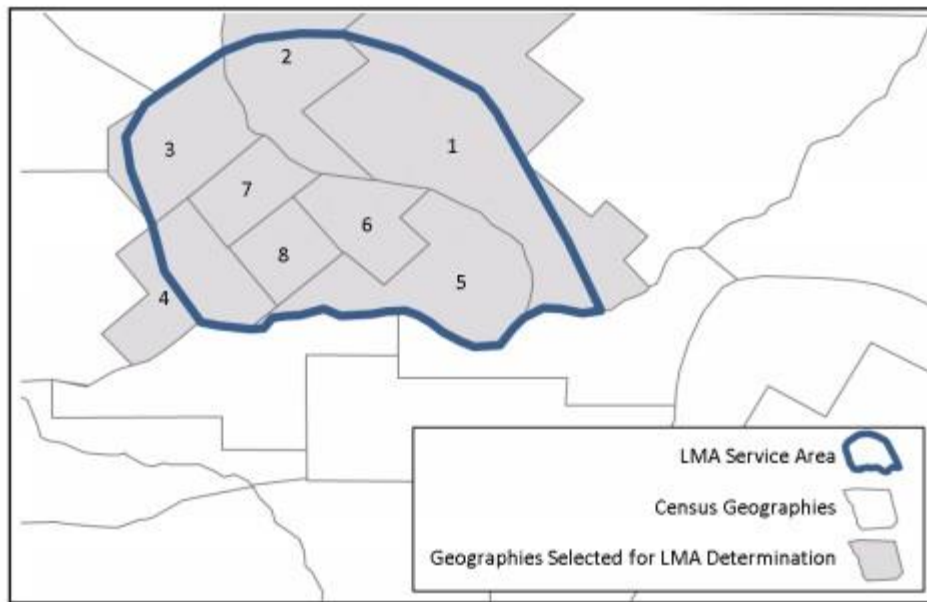 2
3
1
7
6
8
5
4
LMA Service Area
Census Geographies
Geographies Selected for LMA Determination